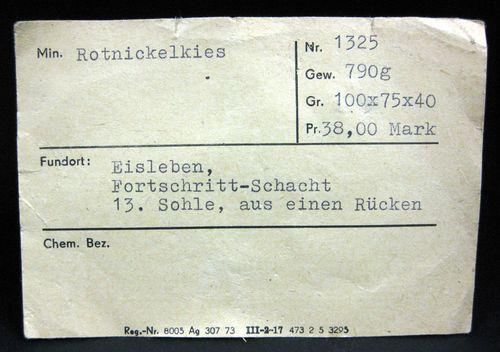 Min. Rotnickelkies
Nr. 1325
Gew. 790g
Gr. 100x75x40
Pr. 38,00 Mark
Fundort: Eisleben,
Fortschritt-Schacht
13. Sohle, aus einen Rücken
Chem. Bez.
Reg.-Nr. 8005 Ag 307 73 III-2-17 473 2 5 3295